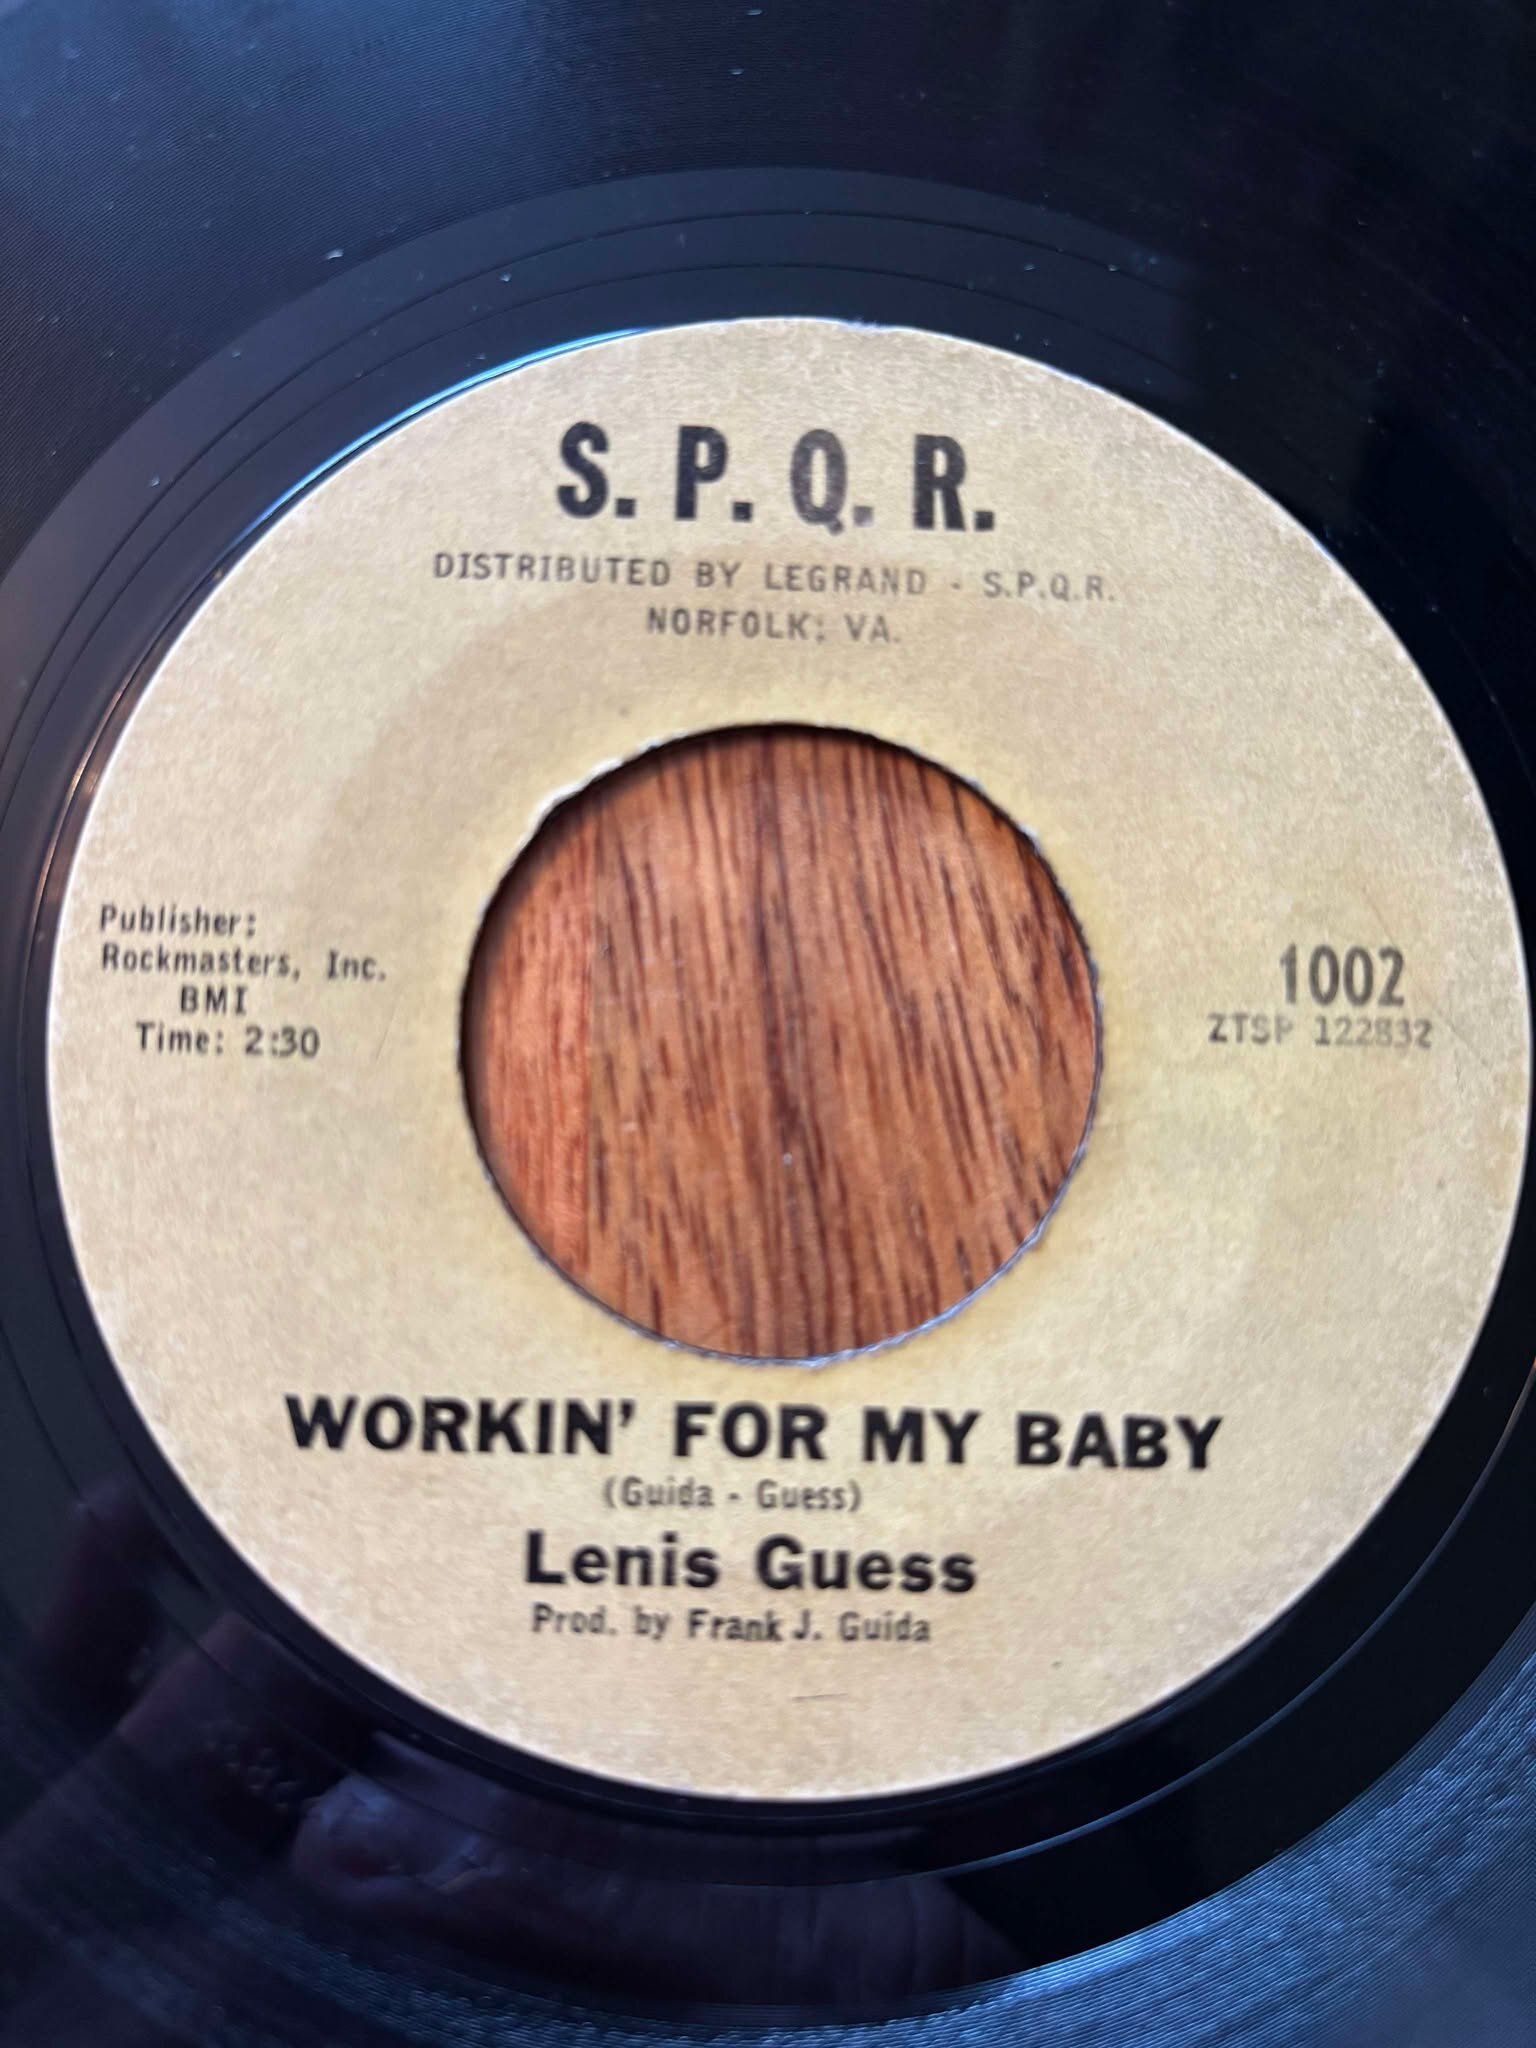 S. P. Q. R.
DISTRIBUTED BY LEGRAND - S.P.Q.R.
NORFOLK, VA.
Publisher:
Rockmasters, Inc.
BMI
Time: 2:30
1002
ZTSP 122832
WORKIN' FOR MY BABY
(Guida - Guess)
Lenis Guess
Prod. by Frank J. Guida